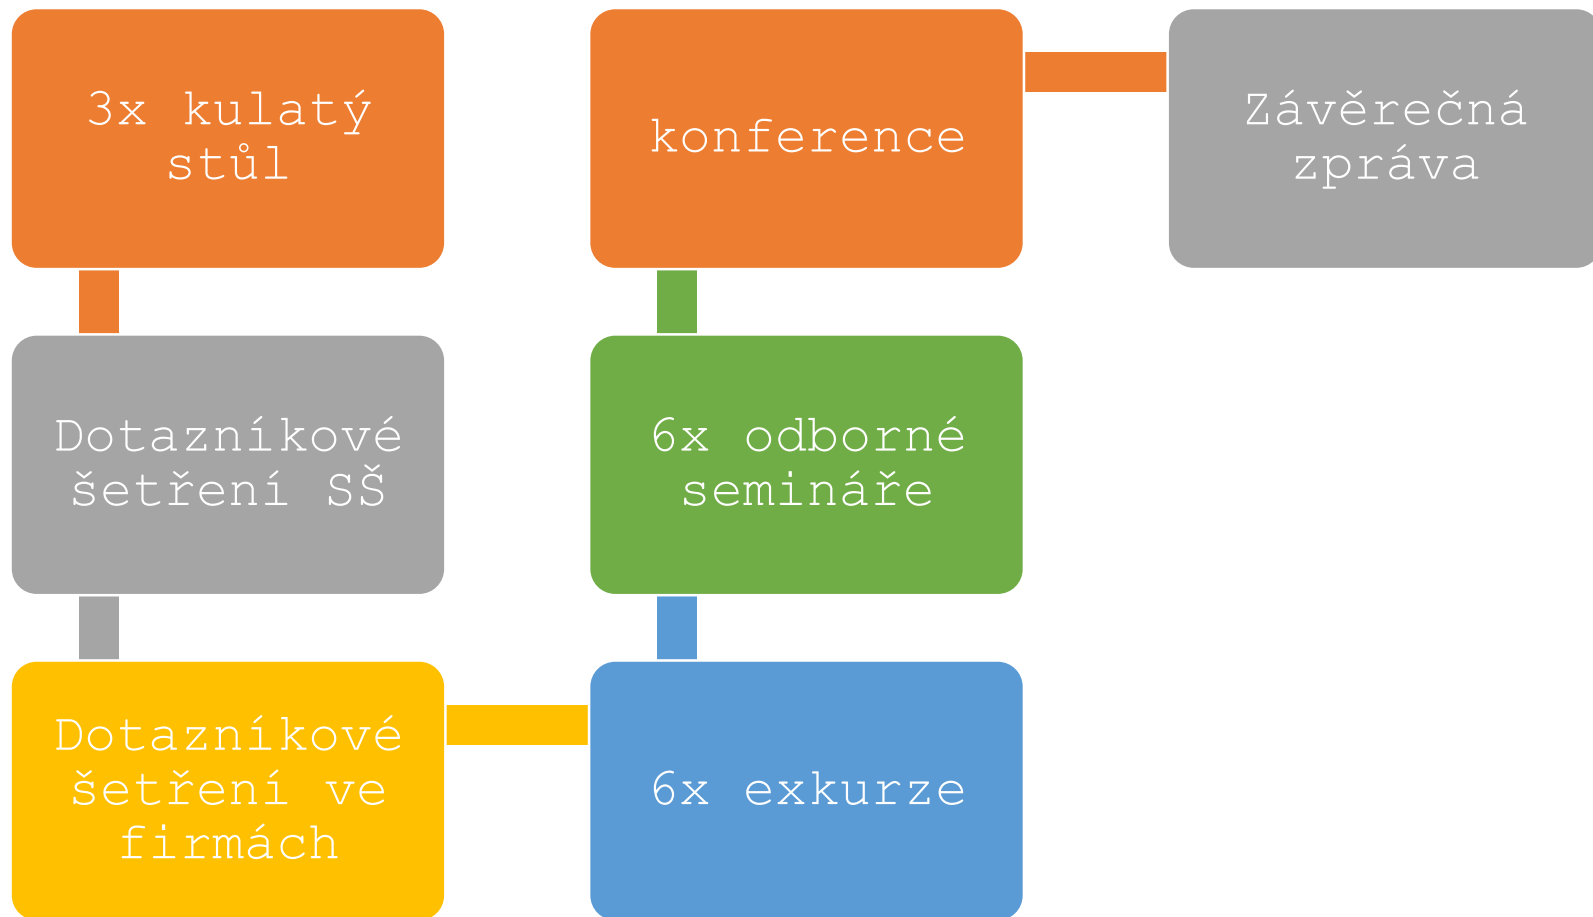 3x kulatý
stůl
Dotazníkové
šetření SŠ
Dotazníkové
šetření ve
firmách
6x exkurze
6x odborné
semináře
konference
Závěrečná
zpráva